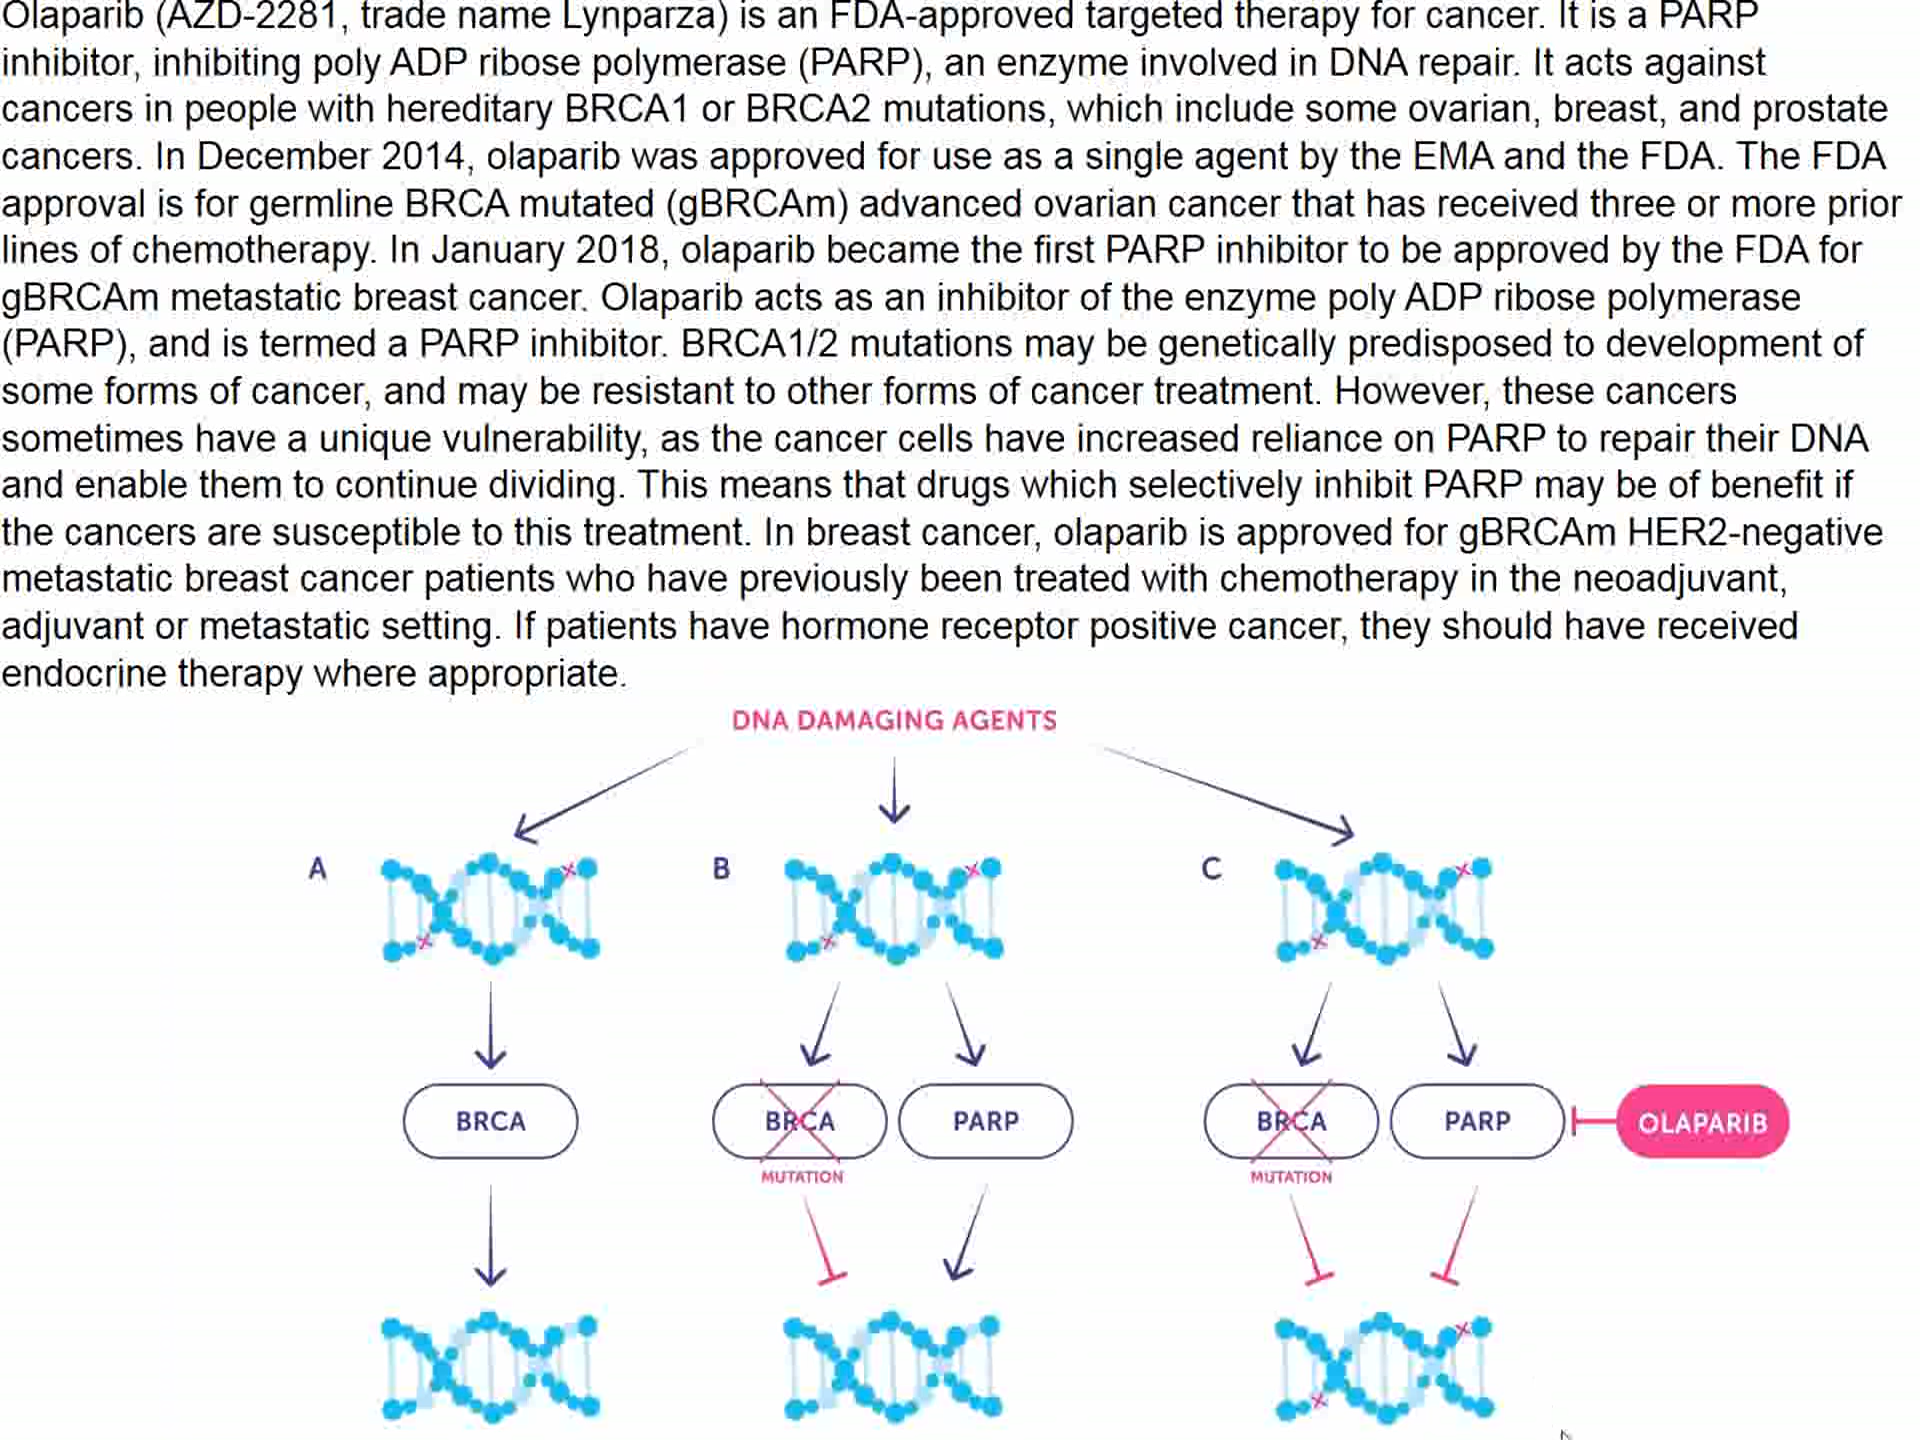 Olaparib (AZD-2281, trade name Lynparza) is an FDA-approved targeted therapy for cancer. It is a PARP
inhibitor, inhibiting poly ADP ribose polymerase (PARP), an enzyme involved in DNA repair. It acts against
cancers in people with hereditary BRCA1 or BRCA2 mutations, which include some ovarian, breast, and prostate
cancers. In December 2014, olaparib was approved for use as a single agent by the EMA and the FDA. The FDA
approval is for germline BRCA mutated (gBRCAm) advanced ovarian cancer that has received three or more prior
lines of chemotherapy. In January 2018, olaparib became the first PARP inhibitor to be approved by the FDA for
gBRCAm metastatic breast cancer. Olaparib acts as an inhibitor of the enzyme poly ADP ribose polymerase
(PARP), and is termed a PARP inhibitor. BRCA1/2 mutations may be genetically predisposed to development of
some forms of cancer, and may be resistant to other forms of cancer treatment. However, these cancers
sometimes have a unique vulnerability, as the cancer cells have increased reliance on PARP to repair their DNA
and enable them to continue dividing. This means that drugs which selectively inhibit PARP may be of benefit if
the cancers are susceptible to this treatment. In breast cancer, olaparib is approved for gBRCAm HER2-negative
metastatic breast cancer patients who have previously been treated with chemotherapy in the neoadjuvant,
adjuvant or metastatic setting. If patients have hormone receptor positive cancer, they should have received
endocrine therapy where appropriate.
DNA DAMAGING AGENTS
A B C
BRCA BRCA PARP BRCA PARP OLAPARIB
MUTATION MUTATION